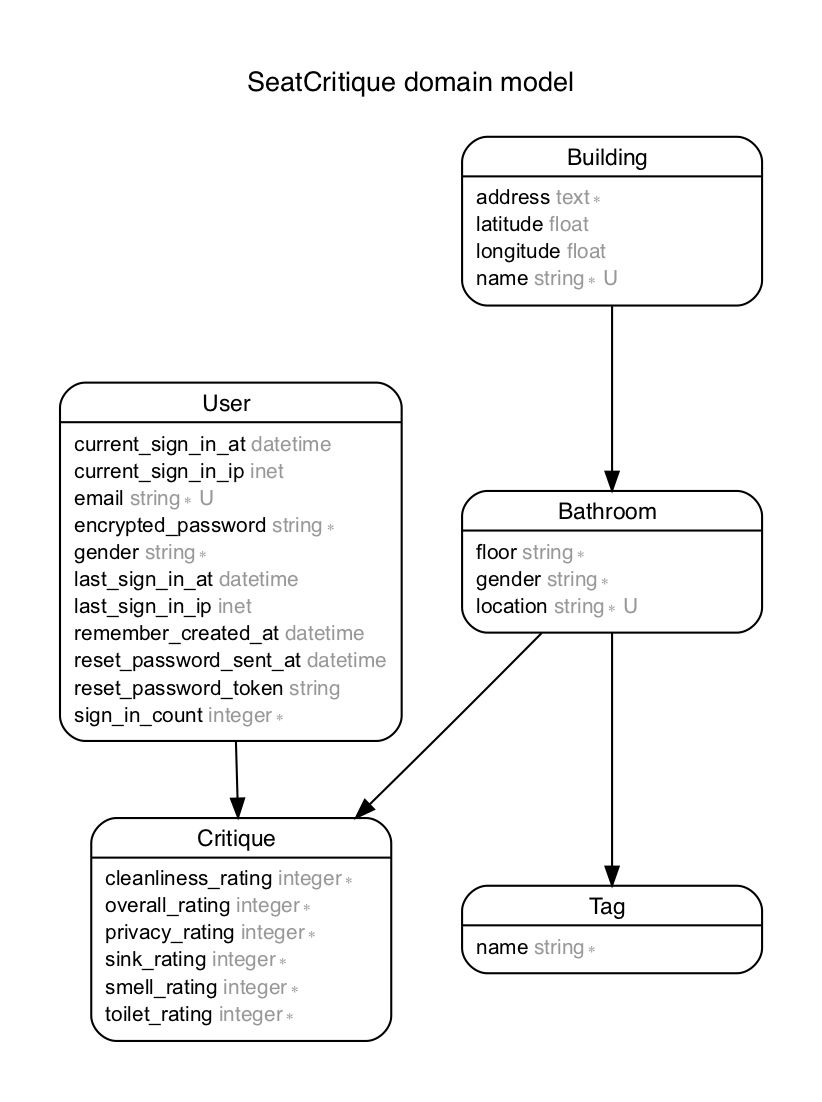 SeatCritique domain model
Building
address text *
latitude float
longitude float
name string * U
User
current_sign_in_at datetime
current_sign_in_ip inet
email string * U
encrypted_password string *
gender string *
last_sign_in_at datetime
last_sign_in_ip inet
remember_created_at datetime
reset_password_sent_at datetime
reset_password_token string
sign_in_count integer *
Bathroom
floor string *
gender string *
location string * U
Critique
cleanliness_rating integer *
overall_rating integer *
privacy_rating integer *
sink_rating integer *
smell_rating integer *
toilet_rating integer *
Tag
name string *